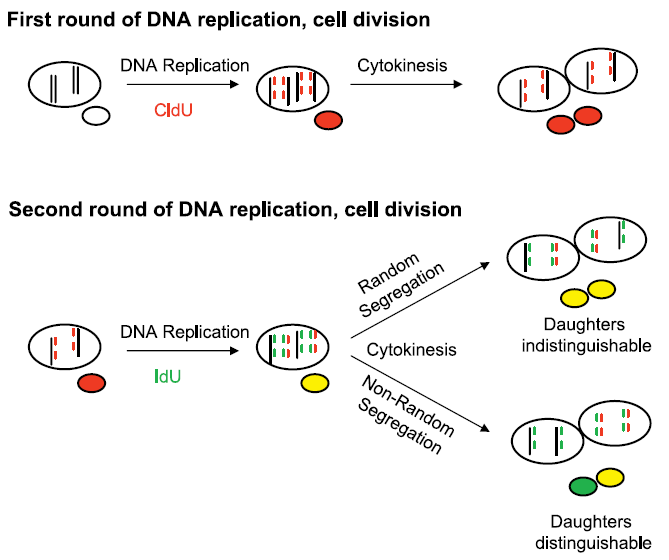 First round of DNA replication, cell division
DNA Replication
CldU
Cytokinesis
Second round of DNA replication, cell division
DNA Replication
IdU
Random
Segregation
Cytokinesis
Non-Random
Segregation
Daughters
indistinguishable
Daughters
distinguishable